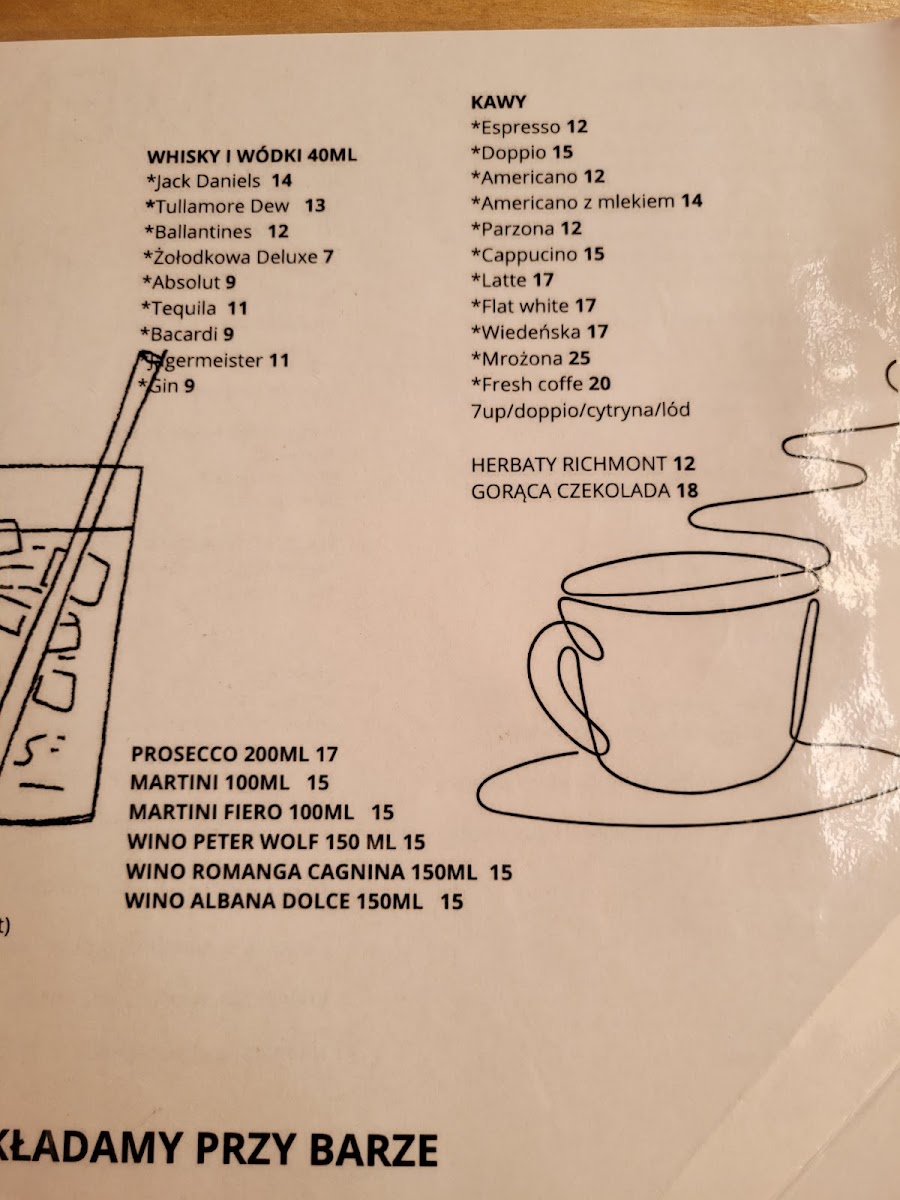 WHISKY I WÓDKI 40ML
*Jack Daniels 14
*Tullamore Dew 13
*Ballantines 12
*Żołodkowa Deluxe 7
*Absolut 9
*Tequila 11
*Bacardi 9
*Jägermeister 11
*Gin 9
KAWY
*Espresso 12
*Doppio 15
*Americano 12
*Americano z mlekiem 14
*Parzona 12
*Cappucino 15
*Latte 17
*Flat white 17
*Wiedeńska 17
*Mrożona 25
*Fresh coffe 20
7up/doppio/cytryna/lód
HERBATY RICHMONT 12
GORĄCA CZEKOLADA 18
PROSECCO 200ML 17
MARTINI 100ML 15
MARTINI FIERO 100ML 15
WINO PETER WOLF 150 ML 15
WINO ROMANGA CAGNINA 150ML 15
WINO ALBANA DOLCE 150ML 15
t)
KŁADAMY PRZY BARZE